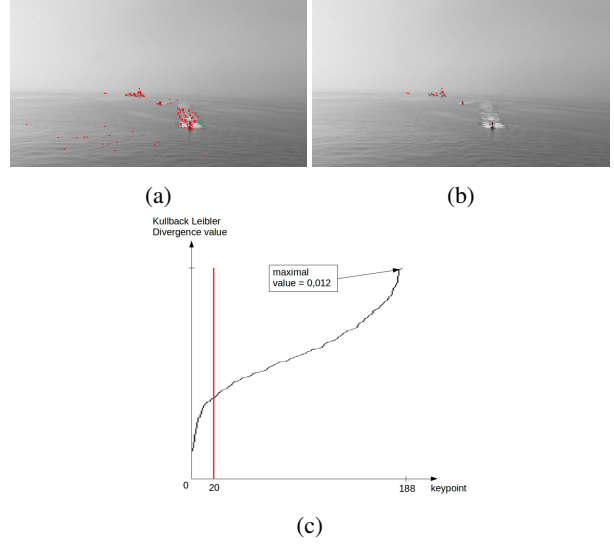 (a)
(b)
Kullback Leibler
Divergence value
maximal
value = 0,012
0
20
188
keypoint
(c)